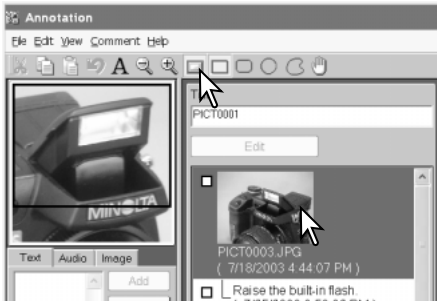 Annotation
File Edit View Comment Help
A
PICT0001
Edit
MINOLTA
PICT0003.JPG
( 7/18/2003 4:44:07 PM )
Text Audio Image
Add
Raise the built-in flash.